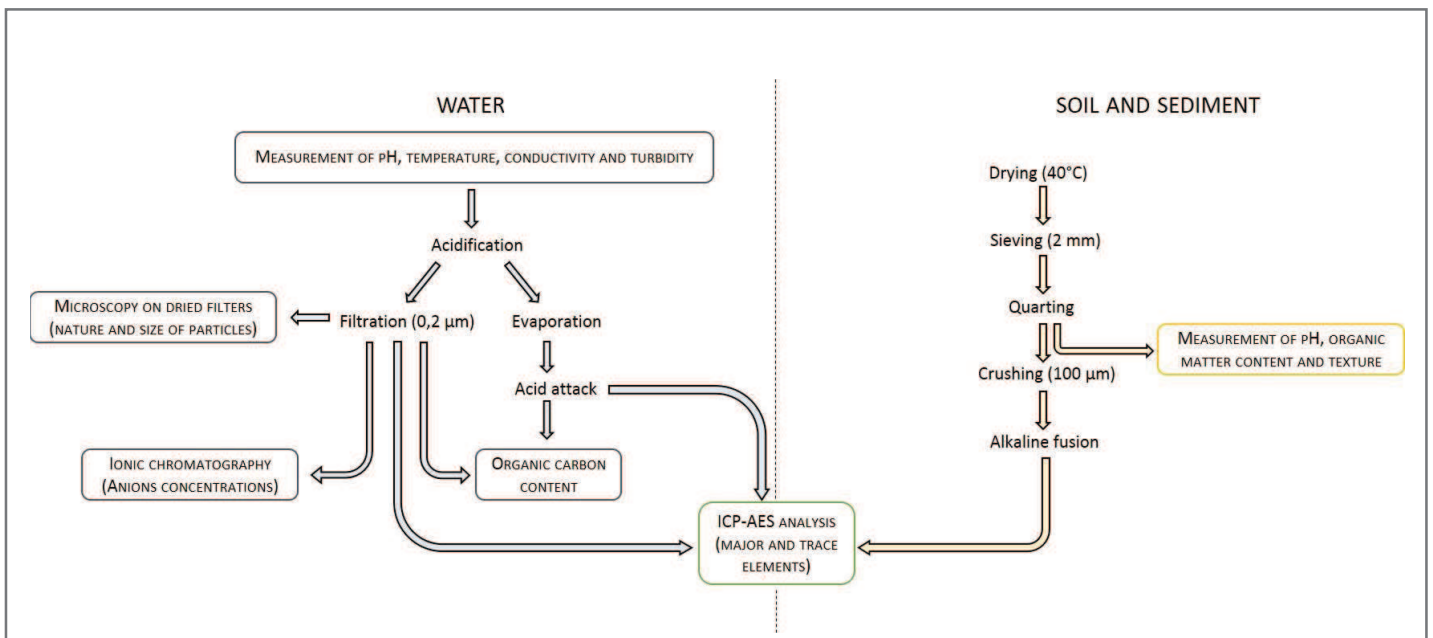 WATER
MEASUREMENT OF PH, TEMPERATURE, CONDUCTIVITY AND TURBIDITY
Acidification
MICROSCOPY ON DRIED FILTERS
(NATURE AND SIZE OF PARTICLES)
Filtration (0,2 µm)
Evaporation
Acid attack
IONIC CHROMATOGRAPHY
(ANIONS CONCENTRATIONS)
ORGANIC CARBON
CONTENT
ICP-AES ANALYSIS
(MAJOR AND TRACE
ELEMENTS)
SOIL AND SEDIMENT
Drying (40°C)
Sieving (2 mm)
Quarting
MEASUREMENT OF PH, ORGANIC
MATTER CONTENT AND TEXTURE
Crushing (100 µm)
Alkaline fusion